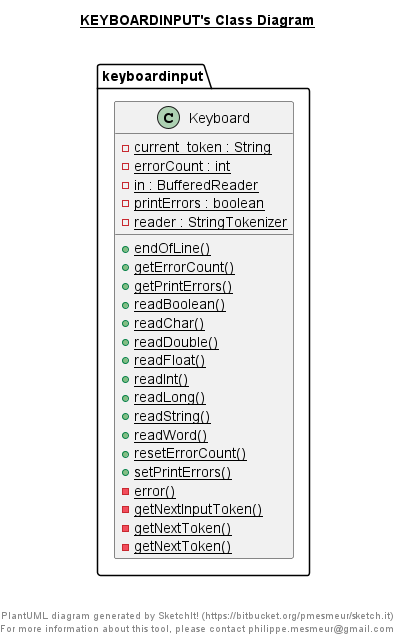 KEYBOARDINPUT's Class Diagram
keyboardinput
C Keyboard
current_token : String
errorCount : int
in : BufferedReader
printErrors : boolean
reader : StringTokenizer
endOfLine()
getErrorCount()
getPrintErrors()
readBoolean()
readChar()
readDouble()
readFloat()
readInt()
readLong()
readString()
readWord()
resetErrorCount()
setPrintErrors()
error()
getNextInputToken()
getNextToken()
getNextToken()
PlantUML diagram generated by SketchIt! (https://bitbucket.org/pmesmeur/sketch.it)
For more information about this tool, please contact philippe.mesmeur@gmail.com